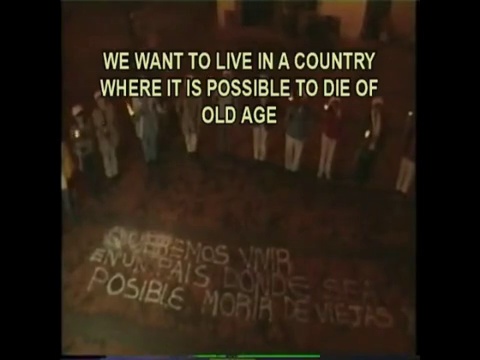 WE WANT TO LIVE IN A COUNTRY
WHERE IT IS POSSIBLE TO DIE OF
OLD AGE
QUEREMOS VIVIR
EN UN PAIS DONDE SEA
POSIBLE MORIR DE VIEJAS